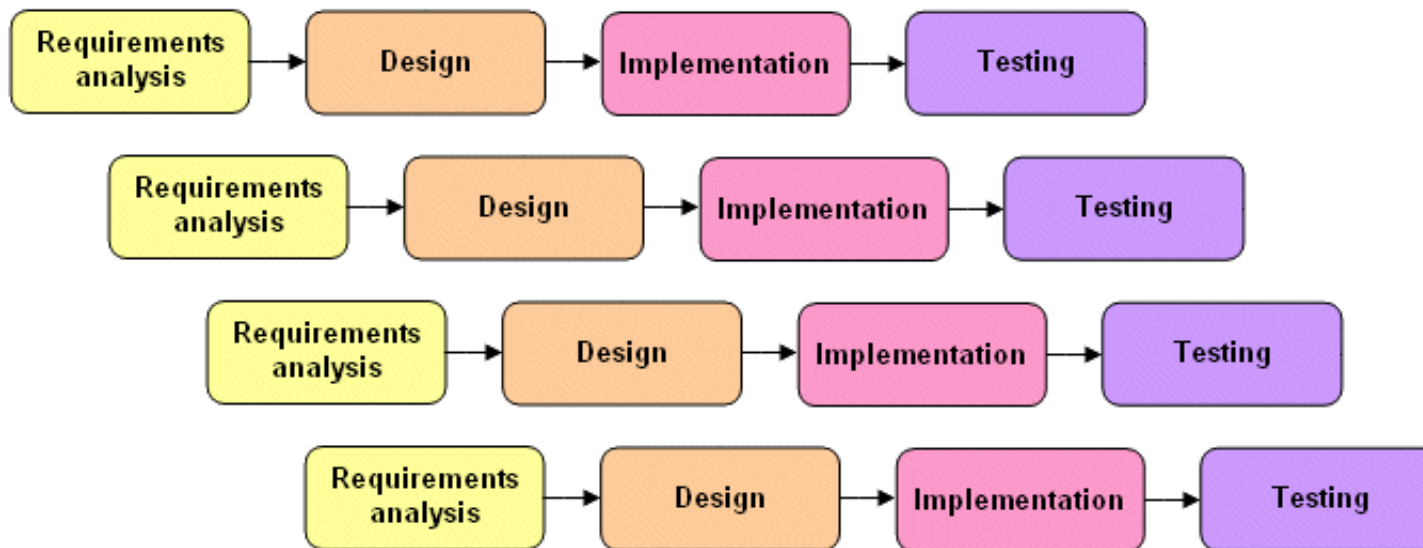 Requirements
analysis
Design
Implementation
Testing
Requirements
analysis
Design
Implementation
Testing
Requirements
analysis
Design
Implementation
Testing
Requirements
analysis
Design
Implementation
Testing